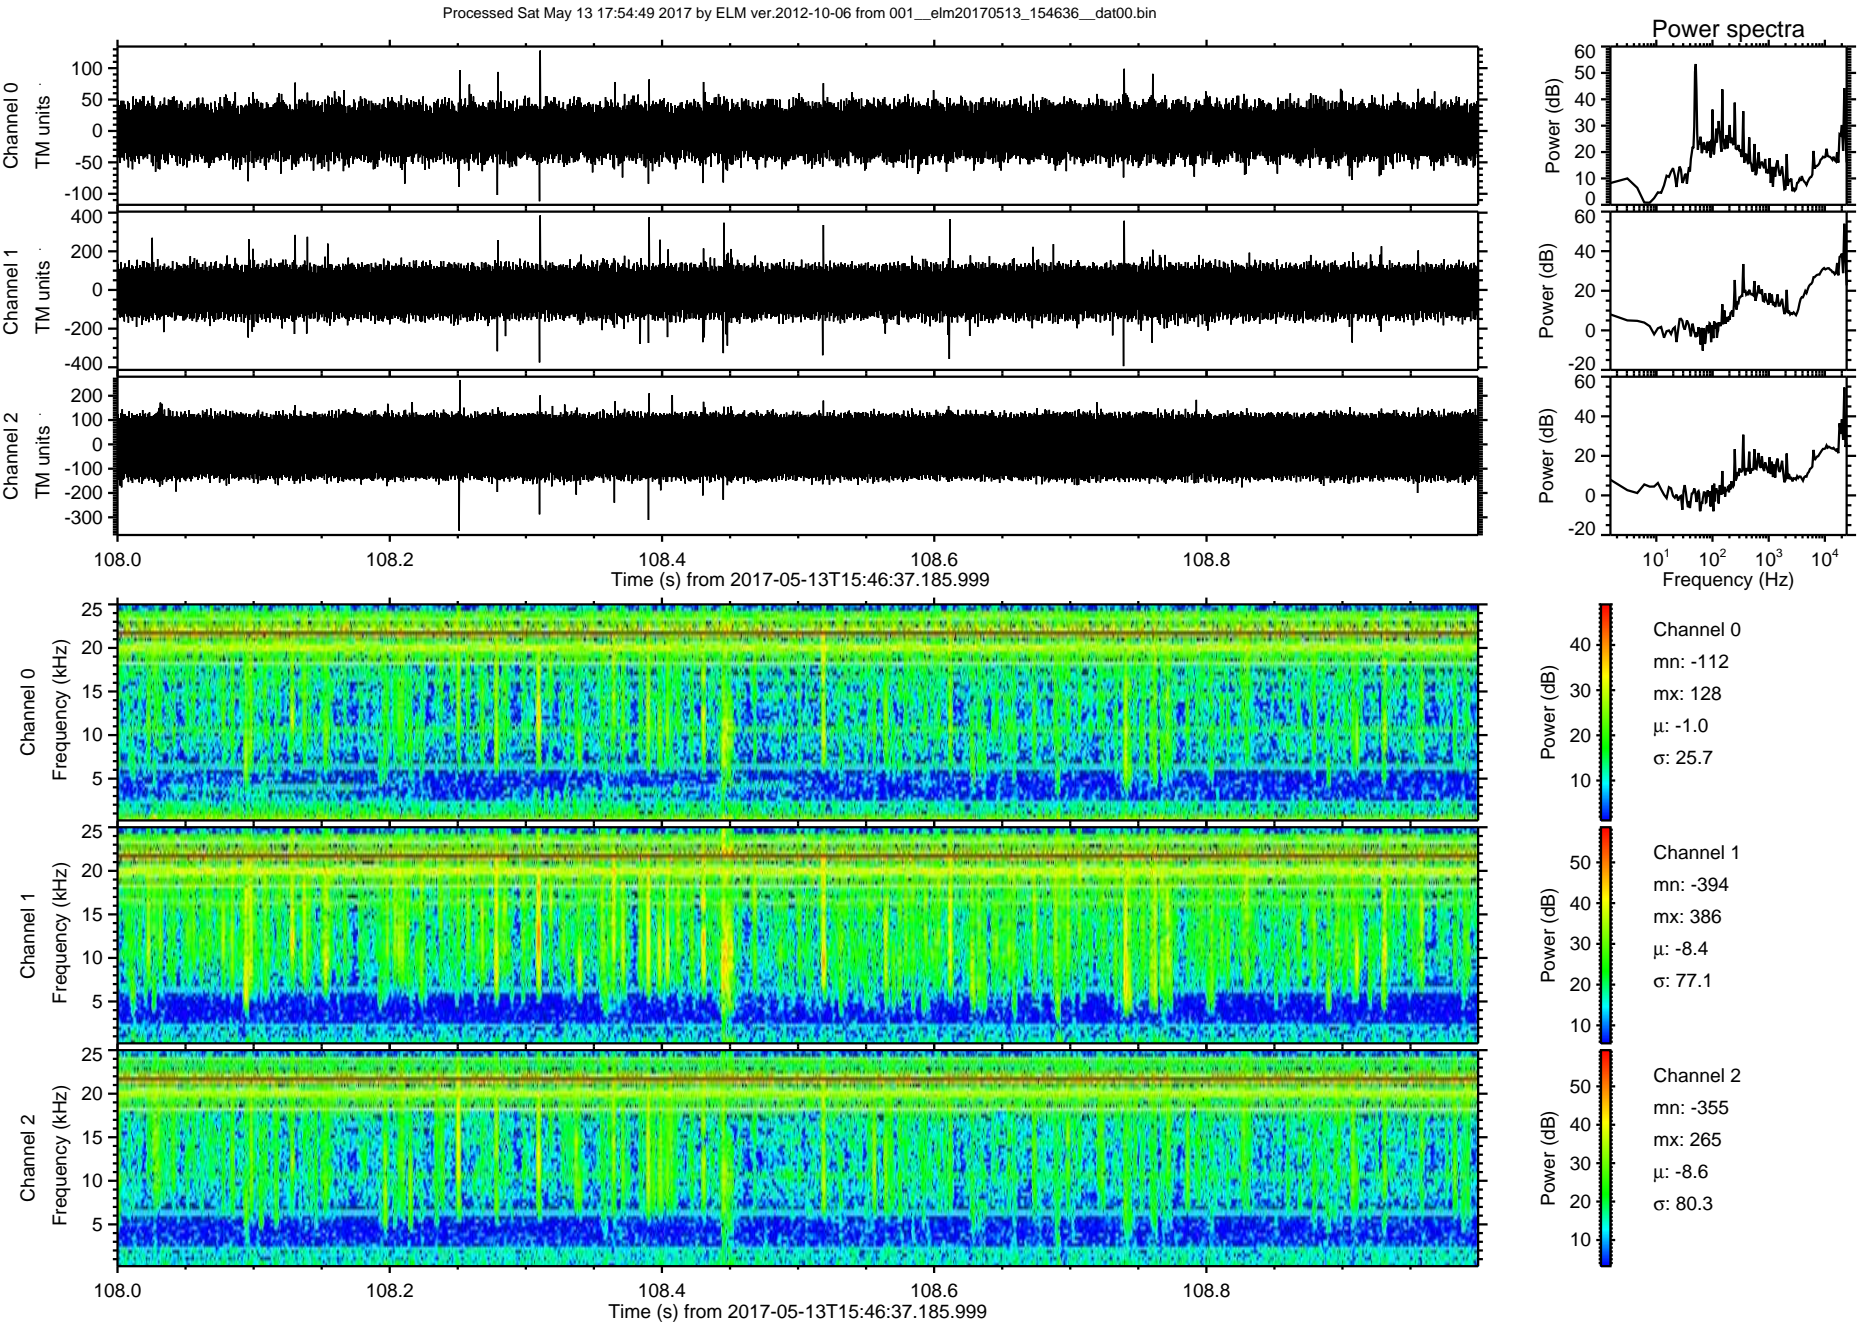 Processed Sat May 13 17:54:49 2017 by ELM ver.2012-10-06 from 001__elm20170513_154636__dat00.bin
Power spectra
Channel 0
TM units
100
50
0
-50
-100
Power (dB)
60
50
40
30
20
10
0
Channel 1
TM units
400
200
0
-200
-400
Power (dB)
60
40
20
0
-20
Channel 2
TM units
200
100
0
-100
-200
-300
Power (dB)
60
40
20
0
-20
108.0 108.2 108.4 108.6 108.8
Time (s) from 2017-05-13T15:46:37.185.999
10¹ 10² 10³ 10⁴
Frequency (Hz)
Channel 0
Frequency (kHz)
25
20
15
10
5
Power (dB)
40
30
20
10
Channel 0
mn: -112
mx: 128
µ: -1.0
σ: 25.7
Channel 1
Frequency (kHz)
25
20
15
10
5
Power (dB)
50
40
30
20
10
Channel 1
mn: -394
mx: 386
µ: -8.4
σ: 77.1
Channel 2
Frequency (kHz)
25
20
15
10
5
Power (dB)
50
40
30
20
10
Channel 2
mn: -355
mx: 265
µ: -8.6
σ: 80.3
108.0 108.2 108.4 108.6 108.8
Time (s) from 2017-05-13T15:46:37.185.999